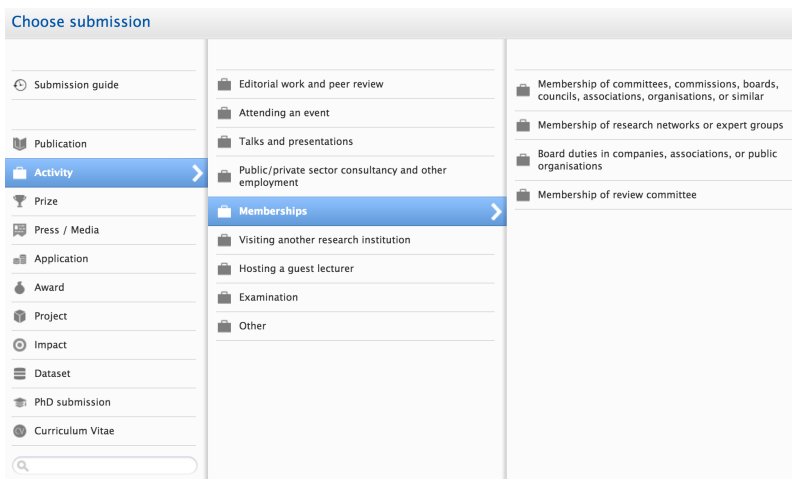 Choose submission
Submission guide
Publication
Activity
Prize
Press / Media
Application
Award
Project
Impact
Dataset
PhD submission
Curriculum Vitae
Editorial work and peer review
Attending an event
Talks and presentations
Public/private sector consultancy and other
employment
Memberships
Visiting another research institution
Hosting a guest lecturer
Examination
Other
Membership of committees, commissions, boards,
councils, associations, organisations, or similar
Membership of research networks or expert groups
Board duties in companies, associations, or public
organisations
Membership of review committee